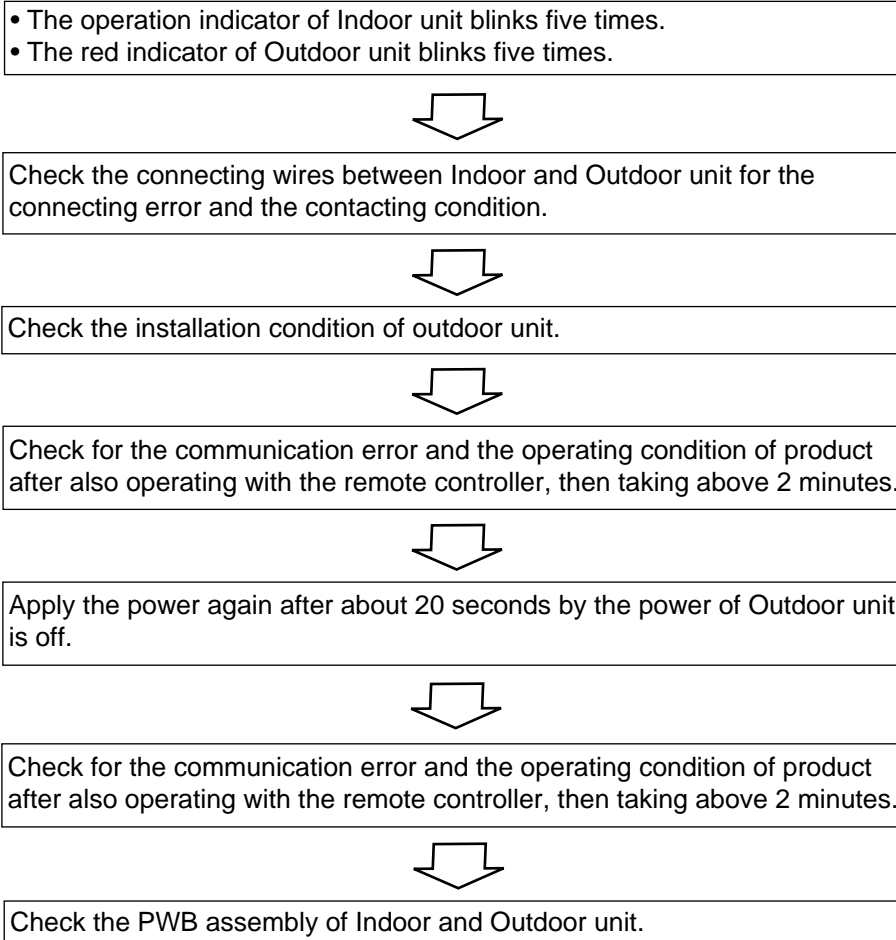 • The operation indicator of Indoor unit blinks five times.
• The red indicator of Outdoor unit blinks five times.
Check the connecting wires between Indoor and Outdoor unit for the
connecting error and the contacting condition.
Check the installation condition of outdoor unit.
Check for the communication error and the operating condition of product
after also operating with the remote controller, then taking above 2 minutes.
Apply the power again after about 20 seconds by the power of Outdoor unit
is off.
Check for the communication error and the operating condition of product
after also operating with the remote controller, then taking above 2 minutes.
Check the PWB assembly of Indoor and Outdoor unit.